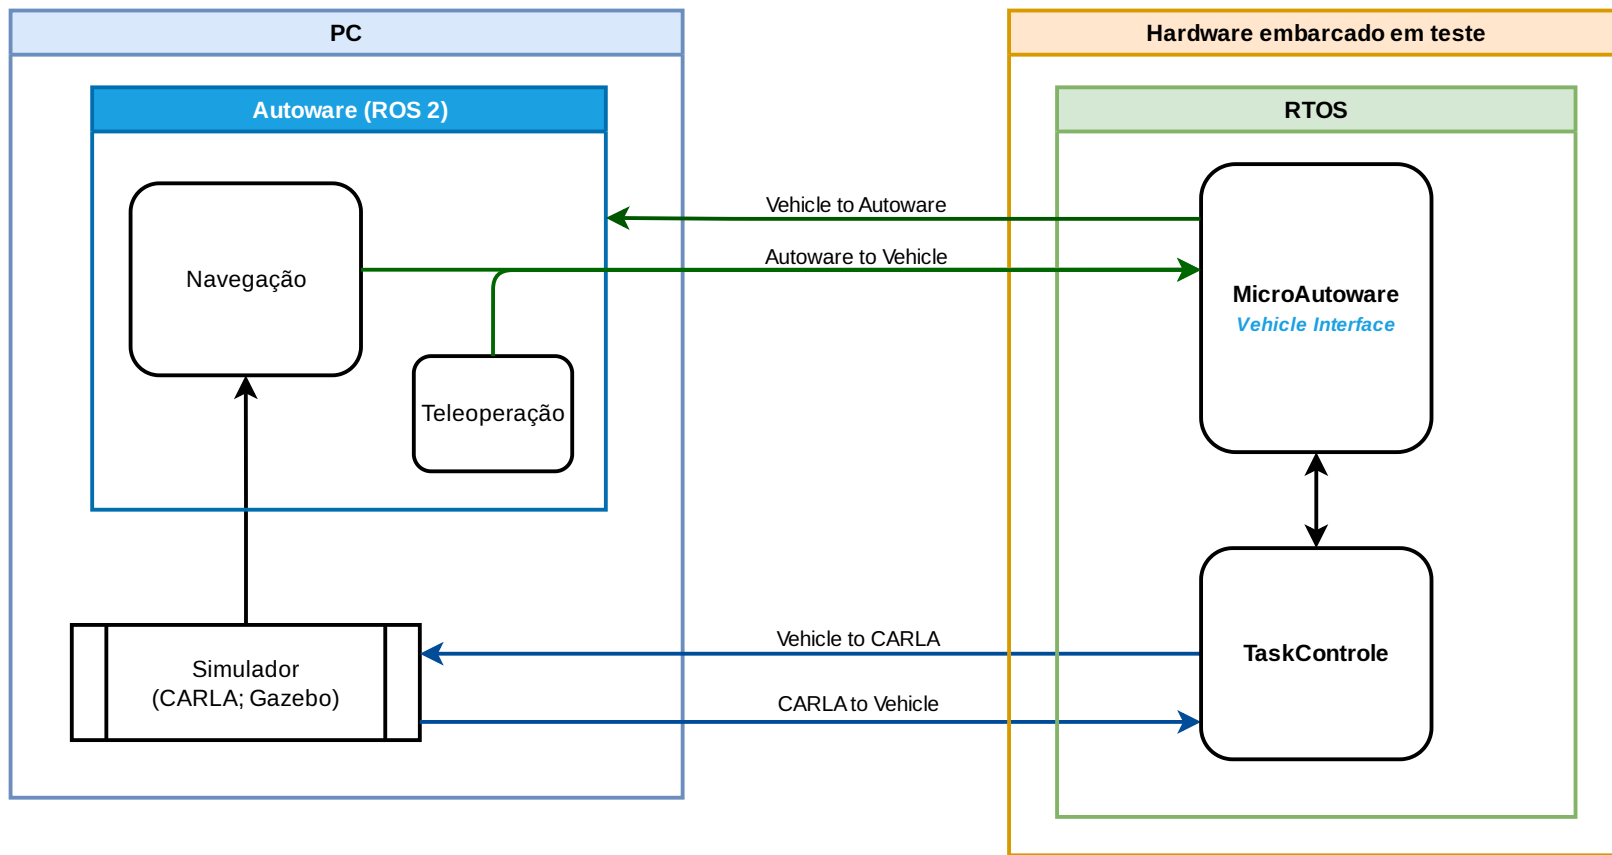 PC
Hardware embarcado em teste
Autoware (ROS 2)
RTOS
Vehicle to Autoware
Autoware to Vehicle
Navegação
MicroAutoware
Vehicle Interface
Teleoperação
Vehicle to CARLA
TaskControle
Simulador
(CARLA; Gazebo)
CARLA to Vehicle